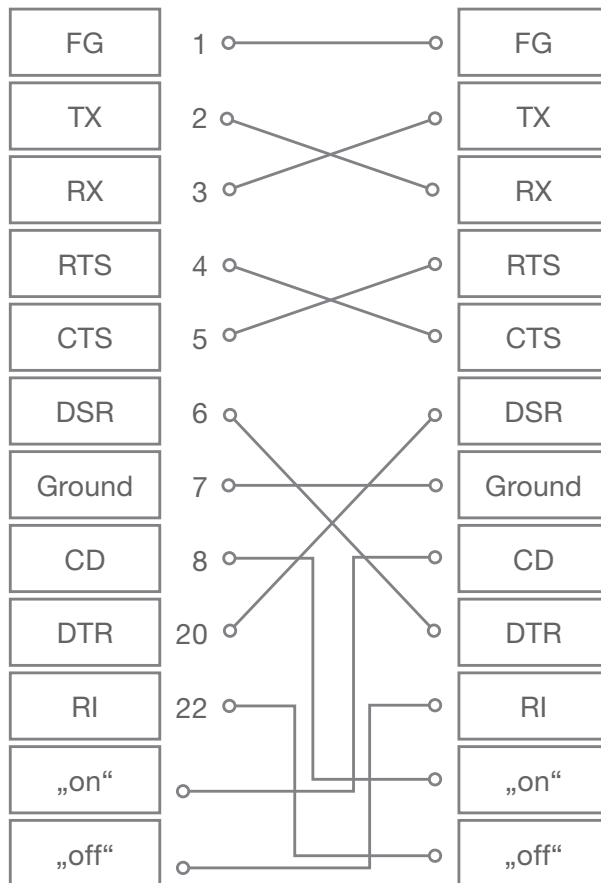 FG 1 FG
TX 2 TX
RX 3 RX
RTS 4 RTS
CTS 5 CTS
DSR 6 DSR
Ground 7 Ground
CD 8 CD
DTR 20 DTR
RI 22 RI
„on“ „on“
„off“ „off“